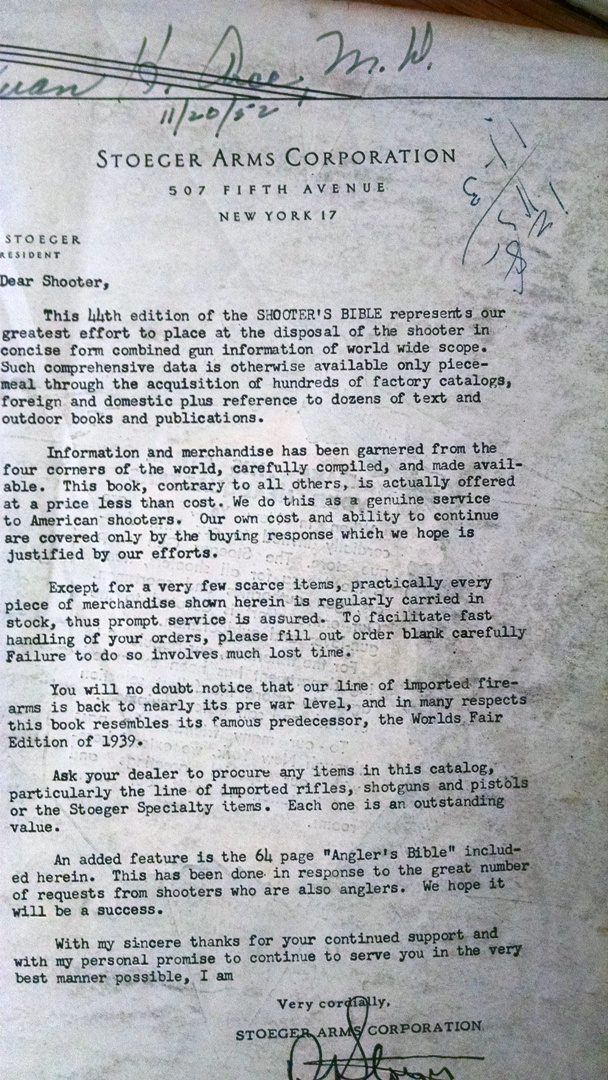 H. M.D.
11/20/52
STOEGER ARMS CORPORATION
507 FIFTH AVENUE
NEW YORK 17
STOEGER
RESIDENT
Dear Shooter,
This 44th edition of the SHOOTER'S BIBLE represents our
greatest effort to place at the disposal of the shooter in
concise form combined gun information of world wide scope.
Such comprehensive data is otherwise available only piece-
meal through the acquisition of hundreds of factory catalogs,
foreign and domestic plus reference to dozens of text and
outdoor books and publications.
Information and merchandise has been garnered from the
four corners of the world, carefully compiled, and made avail-
able. This book, contrary to all others, is actually offered
at a price less than cost. We do this as a genuine service
to American shooters. Our own cost and ability to continue
are covered only by the buying response which we hope is
justified by our efforts.
Except for a very few scarce items, practically every
piece of merchandise shown herein is regularly carried in
stock, thus prompt service is assured. To facilitate fast
handling of your orders, please fill out order blank carefully
Failure to do so involves much lost time.
You will no doubt notice that our line of imported fire-
arms is back to nearly its pre war level, and in many respects
this book resembles its famous predecessor, the Worlds Fair
Edition of 1939.
Ask your dealer to procure any items in this catalog,
particularly the line of imported rifles, shotguns and pistols
or the Stoeger Specialty items. Each one is an outstanding
value.
An added feature is the 64 page "Angler's Bible" includ-
ed herein. This has been done in response to the great number
of requests from shooters who are also anglers. We hope it
will be a success.
With my sincere thanks for your continued support and
with my personal promise to continue to serve you in the very
best manner possible, I am
Very cordially,
STOEGER ARMS CORPORATION